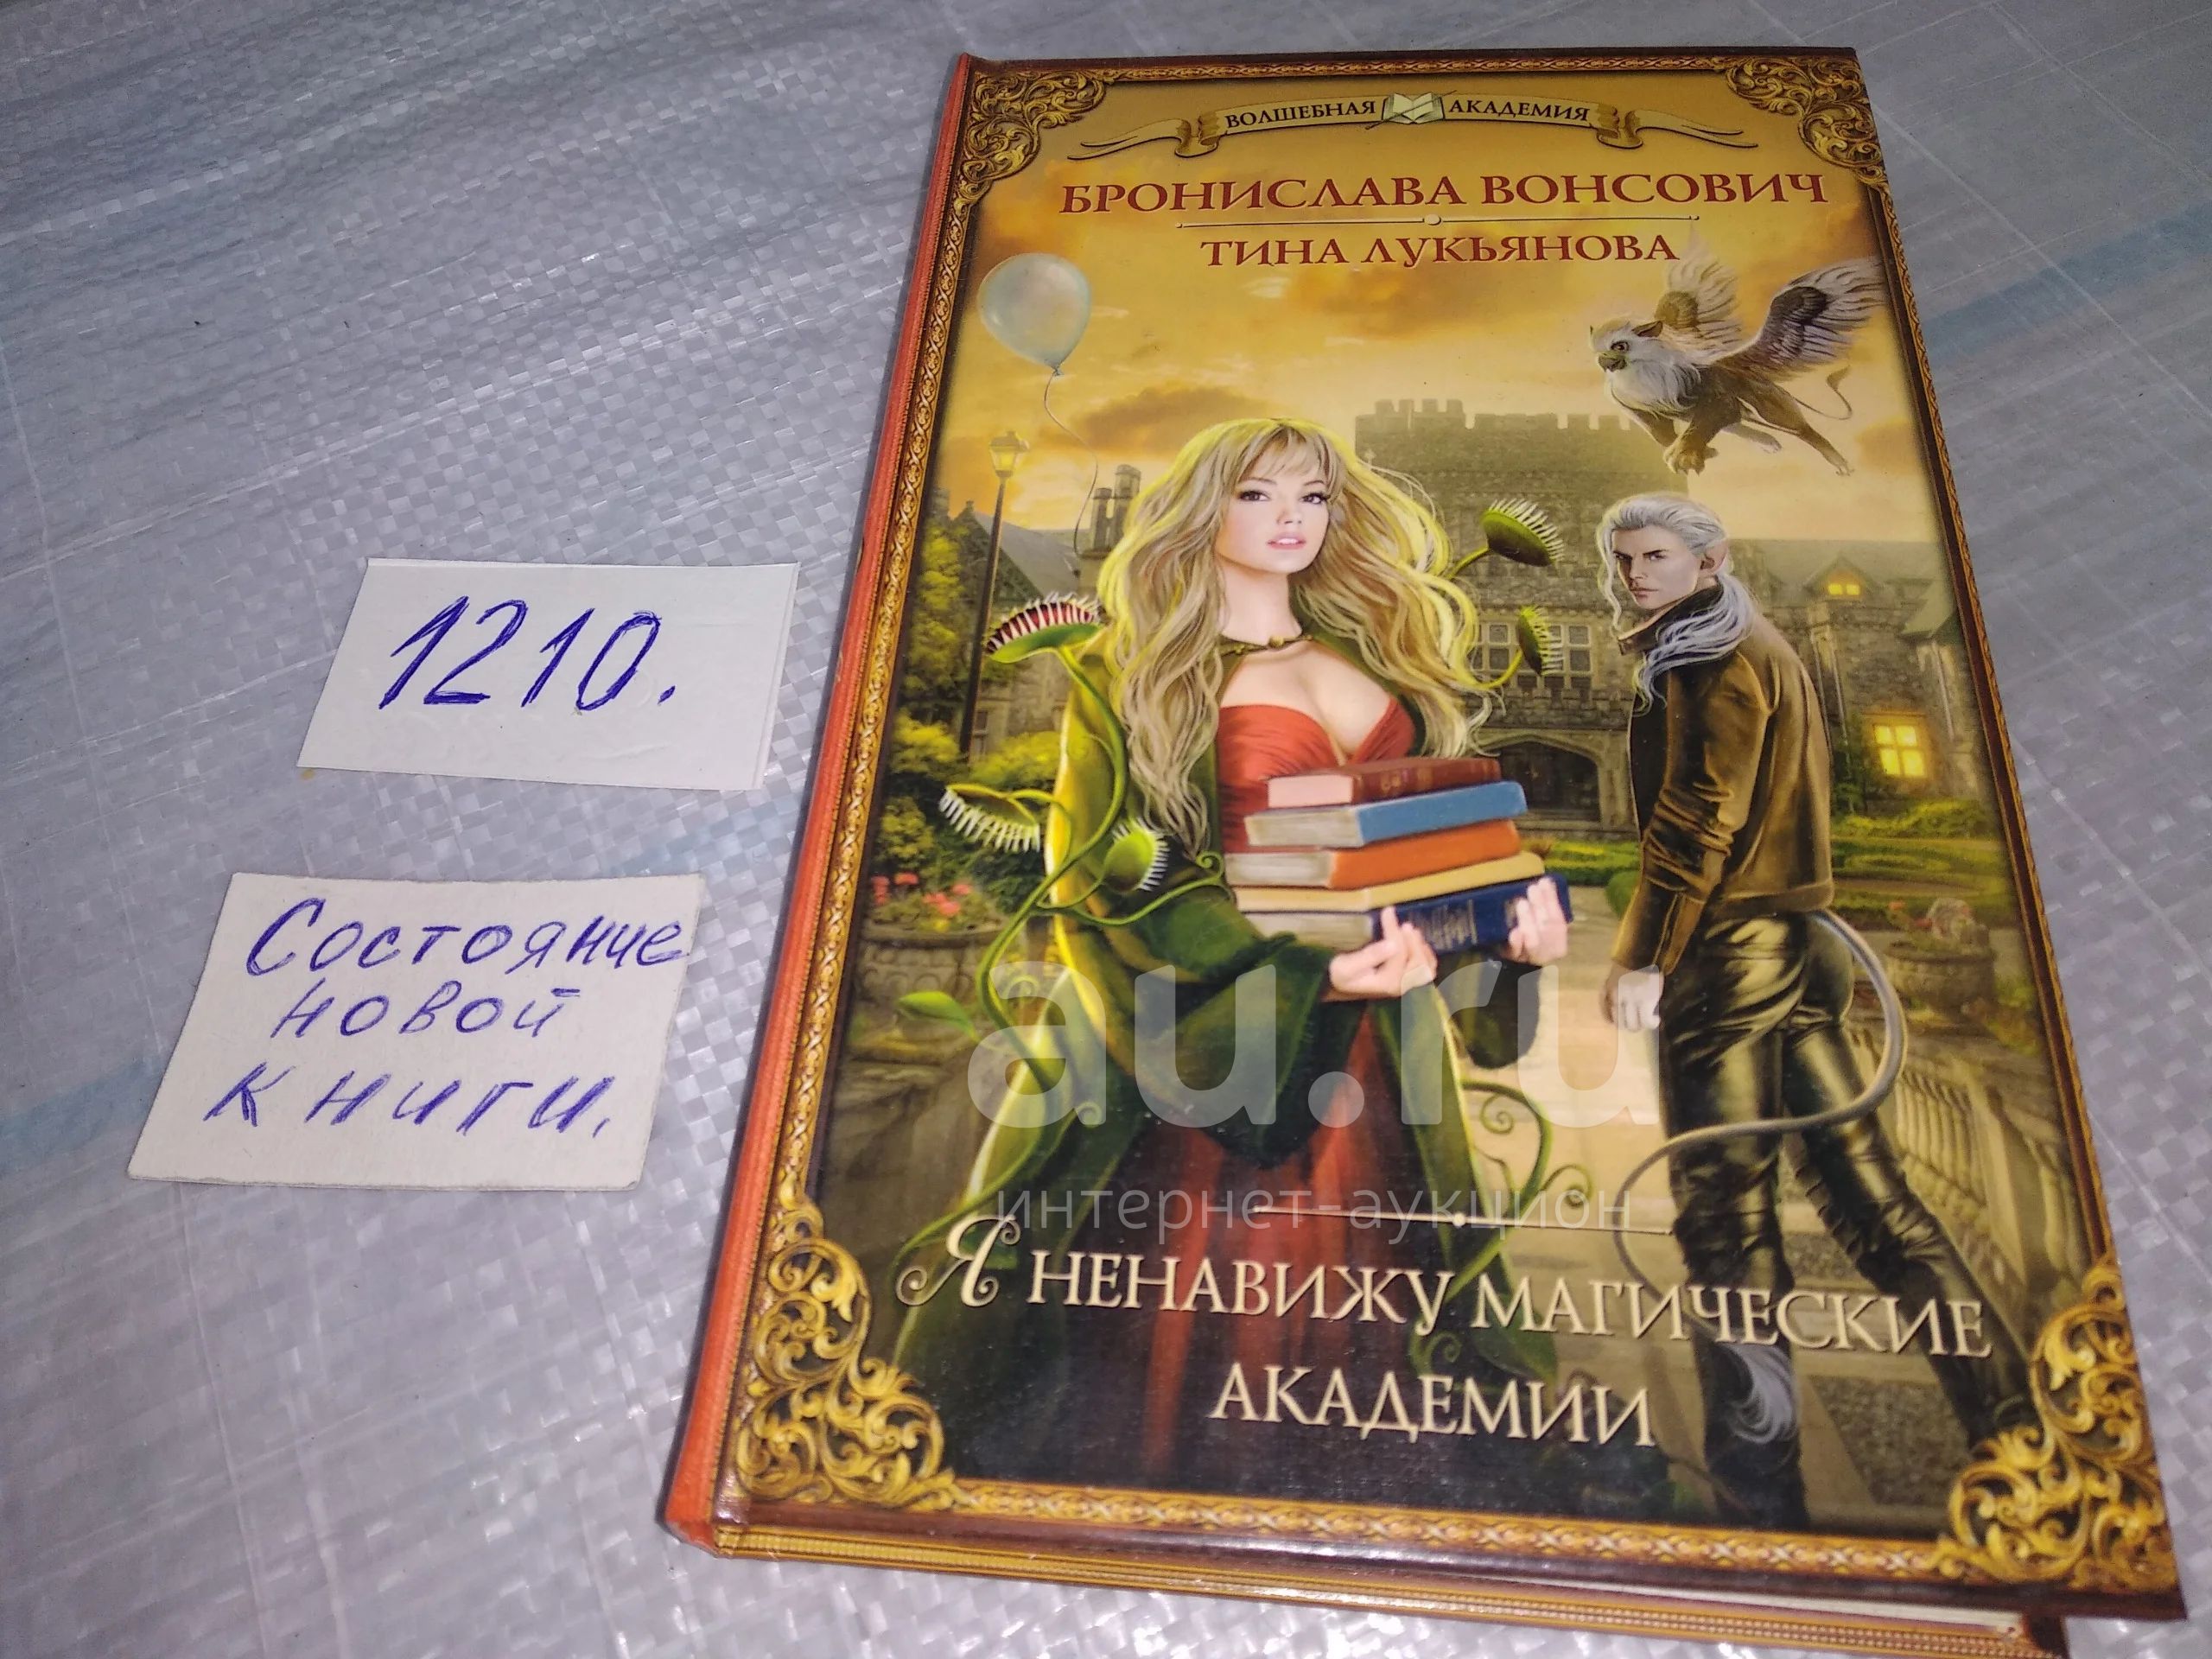 ВОЛШЕБНАЯ АКАДЕМИЯ
БРОНИСЛАВА ВОНСОВИЧ
ТИНА ЛУКЬЯНОВА
1210.
Состояние
новой
книги.
au.ru
интернет-аукцион
Я НЕНАВИЖУ МАГИЧЕСКИЕ
АКАДЕМИИ